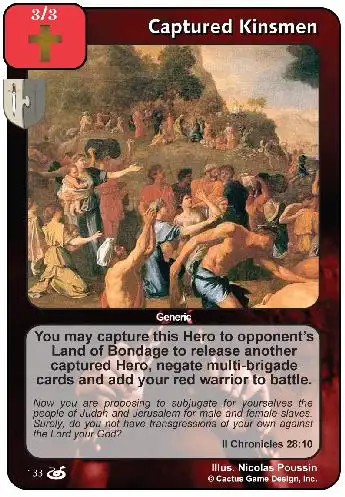 3/3
Captured Kinsmen
Generic
You may capture this Hero to opponent's
Land of Bondage to release another
captured Hero, negate multi-brigade
cards and add your red warrior to battle.
Now you are proposing to subjugate for yourselves the
people of Judah and Jerusalem for male and female slaves.
Surely, do you not have transgressions of your own against
the Lord your God?
II Chronicles 28:10
133
Illus. Nicolas Poussin
© Cactus Game Design, Inc.